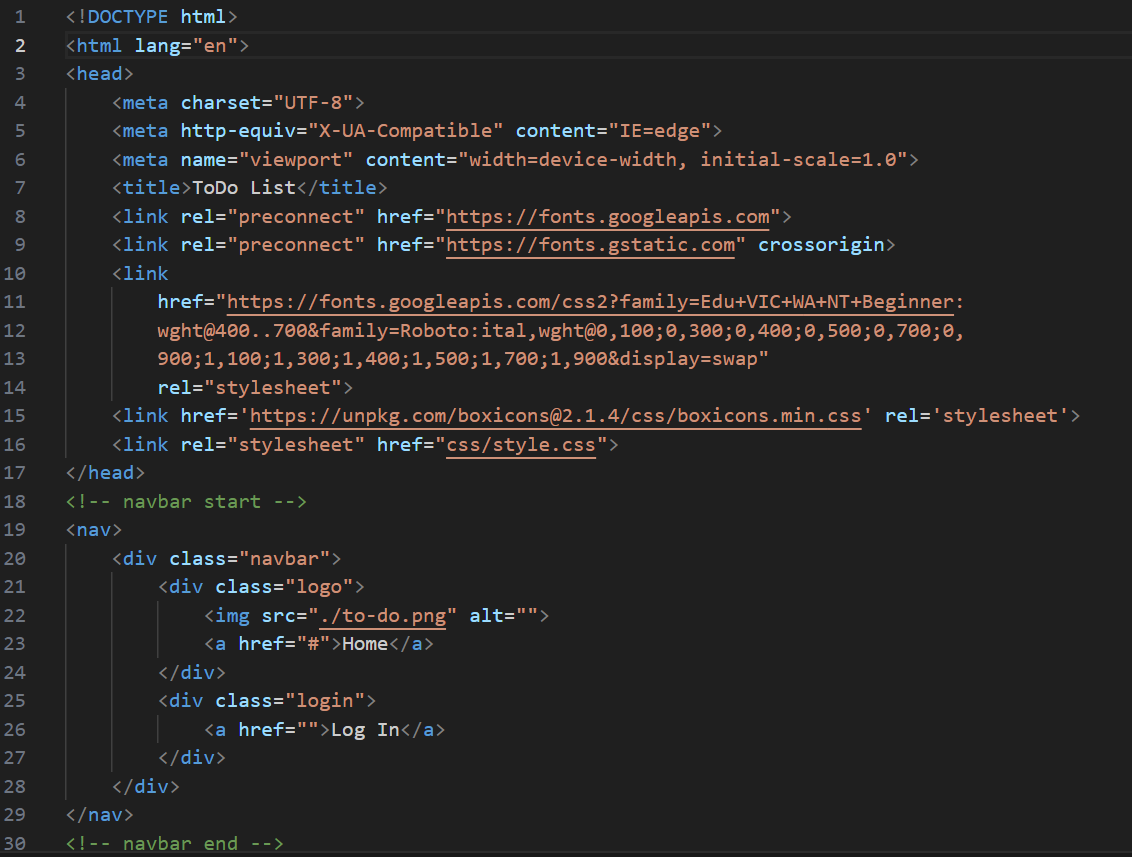 1 <!DOCTYPE html>
2 <html lang="en">
3 <head>
4     <meta charset="UTF-8">
5     <meta http-equiv="X-UA-Compatible" content="IE=edge">
6     <meta name="viewport" content="width=device-width, initial-scale=1.0">
7     <title>ToDo List</title>
8     <link rel="preconnect" href="https://fonts.googleapis.com">
9     <link rel="preconnect" href="https://fonts.gstatic.com" crossorigin>
10     <link
11         href="https://fonts.googleapis.com/css2?family=Edu+VIC+WA+NT+Beginner:
12         wght@400..700&family=Roboto:ital,wght@0,100;0,300;0,400;0,500;0,700;0,
13         900;1,100;1,300;1,400;1,500;1,700;1,900&display=swap"
14         rel="stylesheet">
15     <link href='https://unpkg.com/boxicons@2.1.4/css/boxicons.min.css' rel='stylesheet'>
16     <link rel="stylesheet" href="css/style.css">
17 </head>
18 <!-- navbar start -->
19 <nav>
20     <div class="navbar">
21         <div class="logo">
22             <img src="./to-do.png" alt="">
23             <a href="#">Home</a>
24         </div>
25         <div class="login">
26             <a href="">Log In</a>
27         </div>
28     </div>
29 </nav>
30 <!-- navbar end -->